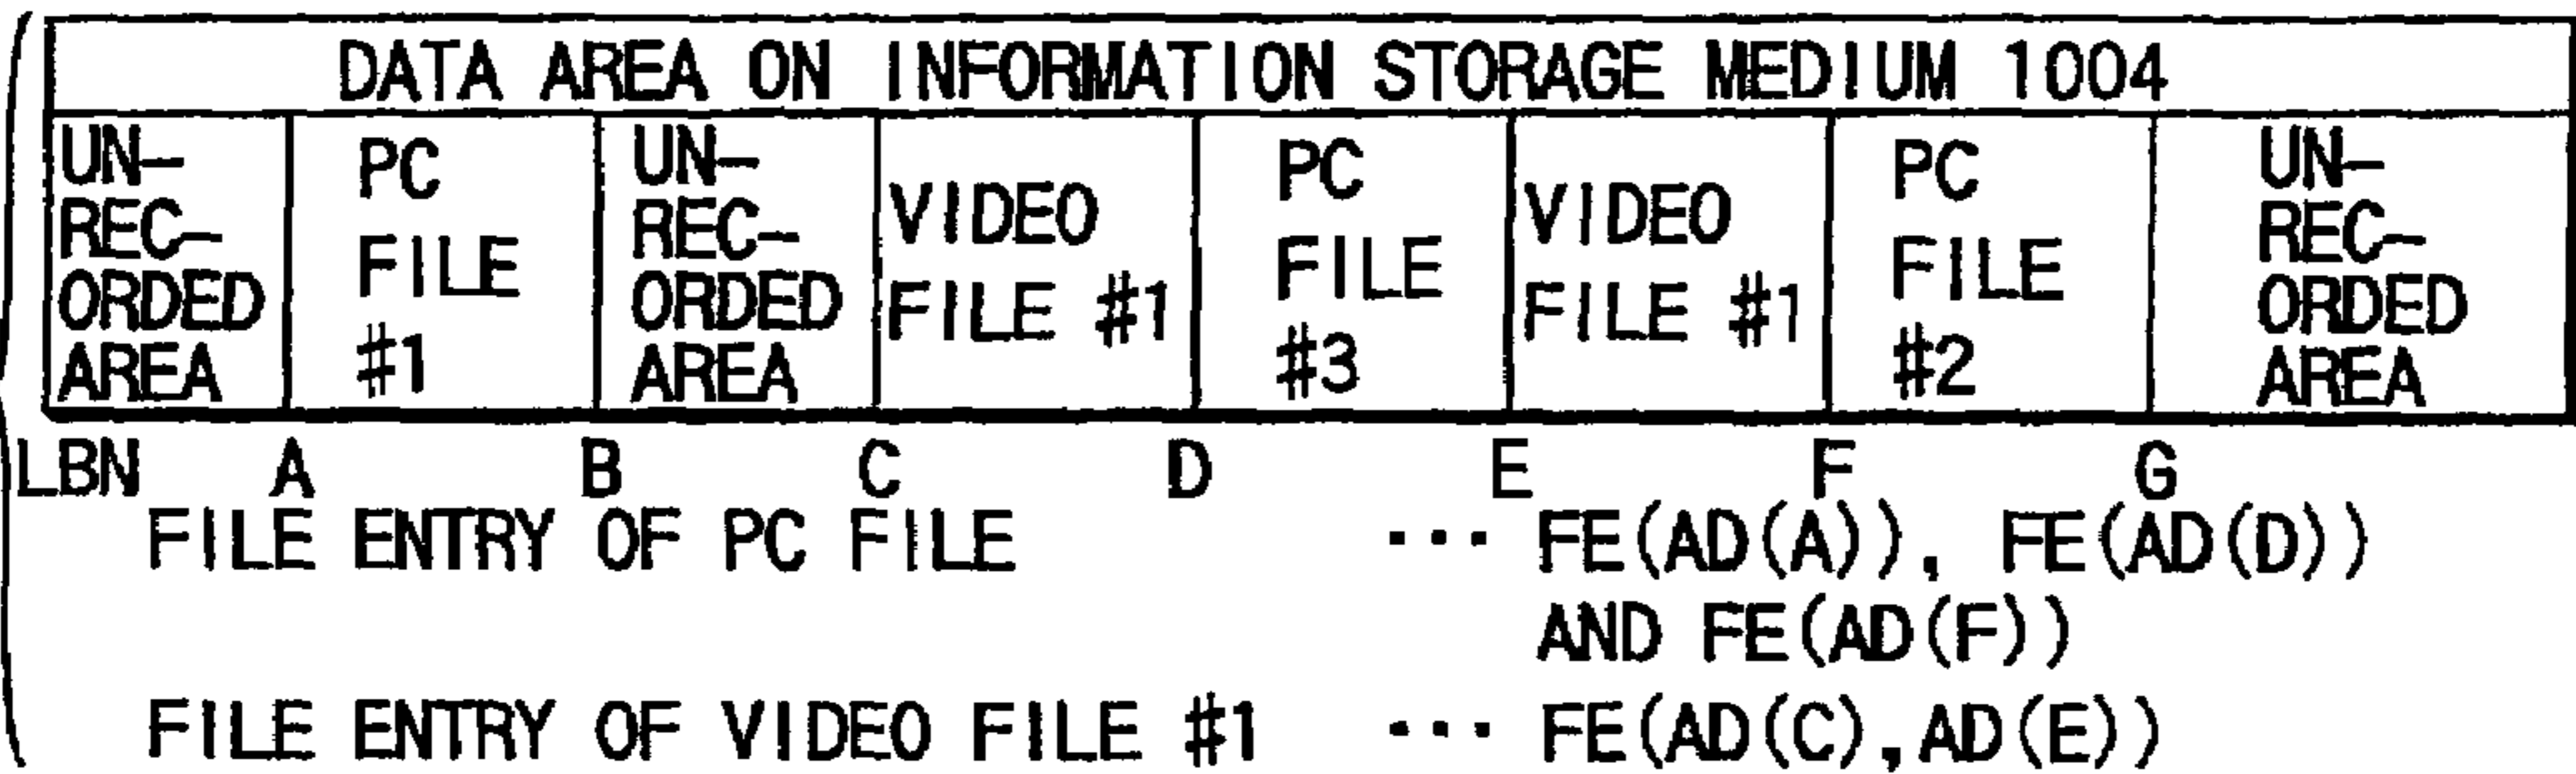 DATA AREA ON INFORMATION STORAGE MEDIUM 1004
UN-
REC-
ORDED
AREA
PC
FILE
#1
UN-
REC-
ORDED
AREA
VIDEO
FILE #1
PC
FILE
#3
VIDEO
FILE #1
PC
FILE
#2
UN-
REC-
ORDED
AREA
LBN A B C D E F G
FILE ENTRY OF PC FILE ··· FE(AD(A)), FE(AD(D))
AND FE(AD(F))
FILE ENTRY OF VIDEO FILE #1 ··· FE(AD(C),AD(E))